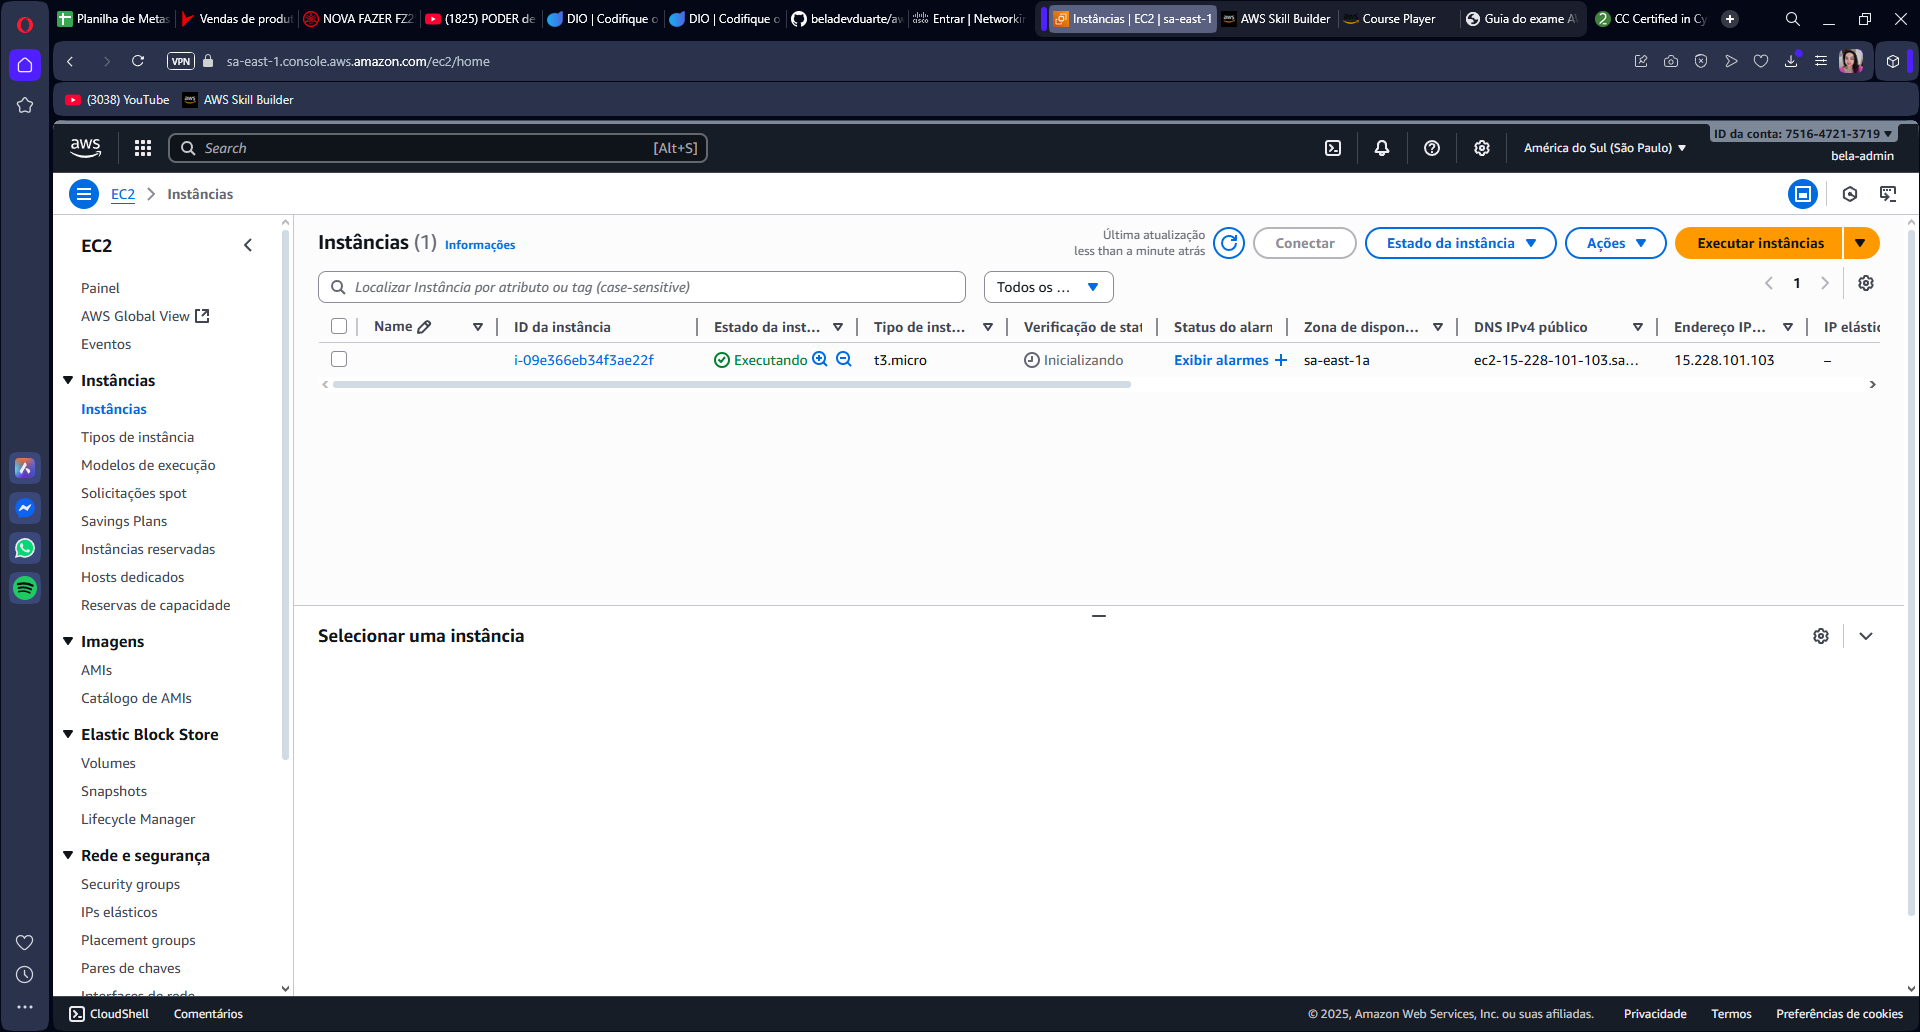 Planilha de Metas
Vendas de produt
NOVA FAZER FZ2
(1825) PODER de
DIO | Codifique o
DIO | Codifique o
beladevduarte/aw
Entrar | Networkin
Instâncias | EC2 | sa-east-1
AWS Skill Builder
Course Player
Guia do exame AW
CC Certified in Cy
VPN
sa-east-1.console.aws.amazon.com/ec2/home
(3038) YouTube
AWS Skill Builder
aws
Search
[Alt+S]
América do Sul (São Paulo)
ID da conta: 7516-4721-3719
bela-admin
EC2
Instâncias
EC2
Painel
AWS Global View
Eventos
Instâncias
Instâncias
Tipos de instância
Modelos de execução
Solicitações spot
Savings Plans
Instâncias reservadas
Hosts dedicados
Reservas de capacidade
Imagens
AMIs
Catálogo de AMIs
Elastic Block Store
Volumes
Snapshots
Lifecycle Manager
Rede e segurança
Security groups
IPs elásticos
Placement groups
Pares de chaves
Interfaces de rede
Instâncias (1) Informações
Última atualização
less than a minute atrás
Conectar
Estado da instância
Ações
Executar instâncias
Localizar Instância por atributo ou tag (case-sensitive)
Todos os ...
1
Name
ID da instância
Estado da inst...
Tipo de inst...
Verificação de stat
Status do alarn
Zona de dispon...
DNS IPv4 público
Endereço IP...
IP elástic
i-09e366eb34f3ae22f
Executando
t3.micro
Inicializando
Exibir alarmes +
sa-east-1a
ec2-15-228-101-103.sa...
15.228.101.103
–
Selecionar uma instância
CloudShell
Comentários
© 2025, Amazon Web Services, Inc. ou suas afiliadas.
Privacidade
Termos
Preferências de cookies